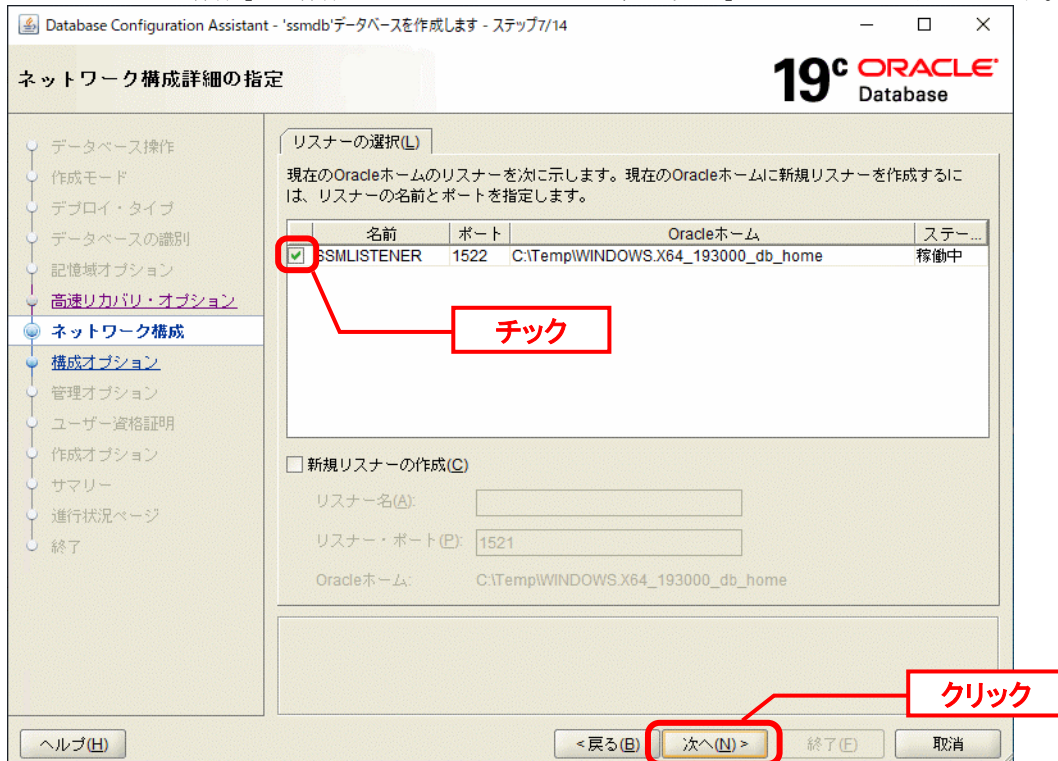 Database Configuration Assistant - 'ssmdb'データベースを作成します - ステップ7/14
ネットワーク構成詳細の指定
19c ORACLE
Database
データベース操作
作成モード
デプロイ・タイプ
データベースの識別
記憶域オプション
高速リカバリ・オプション
ネットワーク構成
構成オプション
管理オプション
ユーザー資格証明
作成オプション
サマリー
進行状況ページ
終了
リスナーの選択(L)
現在のOracleホームのリスナーを次に示します。現在のOracleホームに新規リスナーを作成するに
は、リスナーの名前とポートを指定します。
名前 ポート Oracleホーム ステー...
SSMLISTENER 1522 C:\Temp\WINDOWS.X64_193000_db_home 稼働中
チック
新規リスナーの作成(C)
リスナー名(A):
リスナー・ポート(P): 1521
Oracleホーム: C:\Temp\WINDOWS.X64_193000_db_home
クリック
ヘルプ(H) <戻る(B) 次へ(N)> 終了(F) 取消